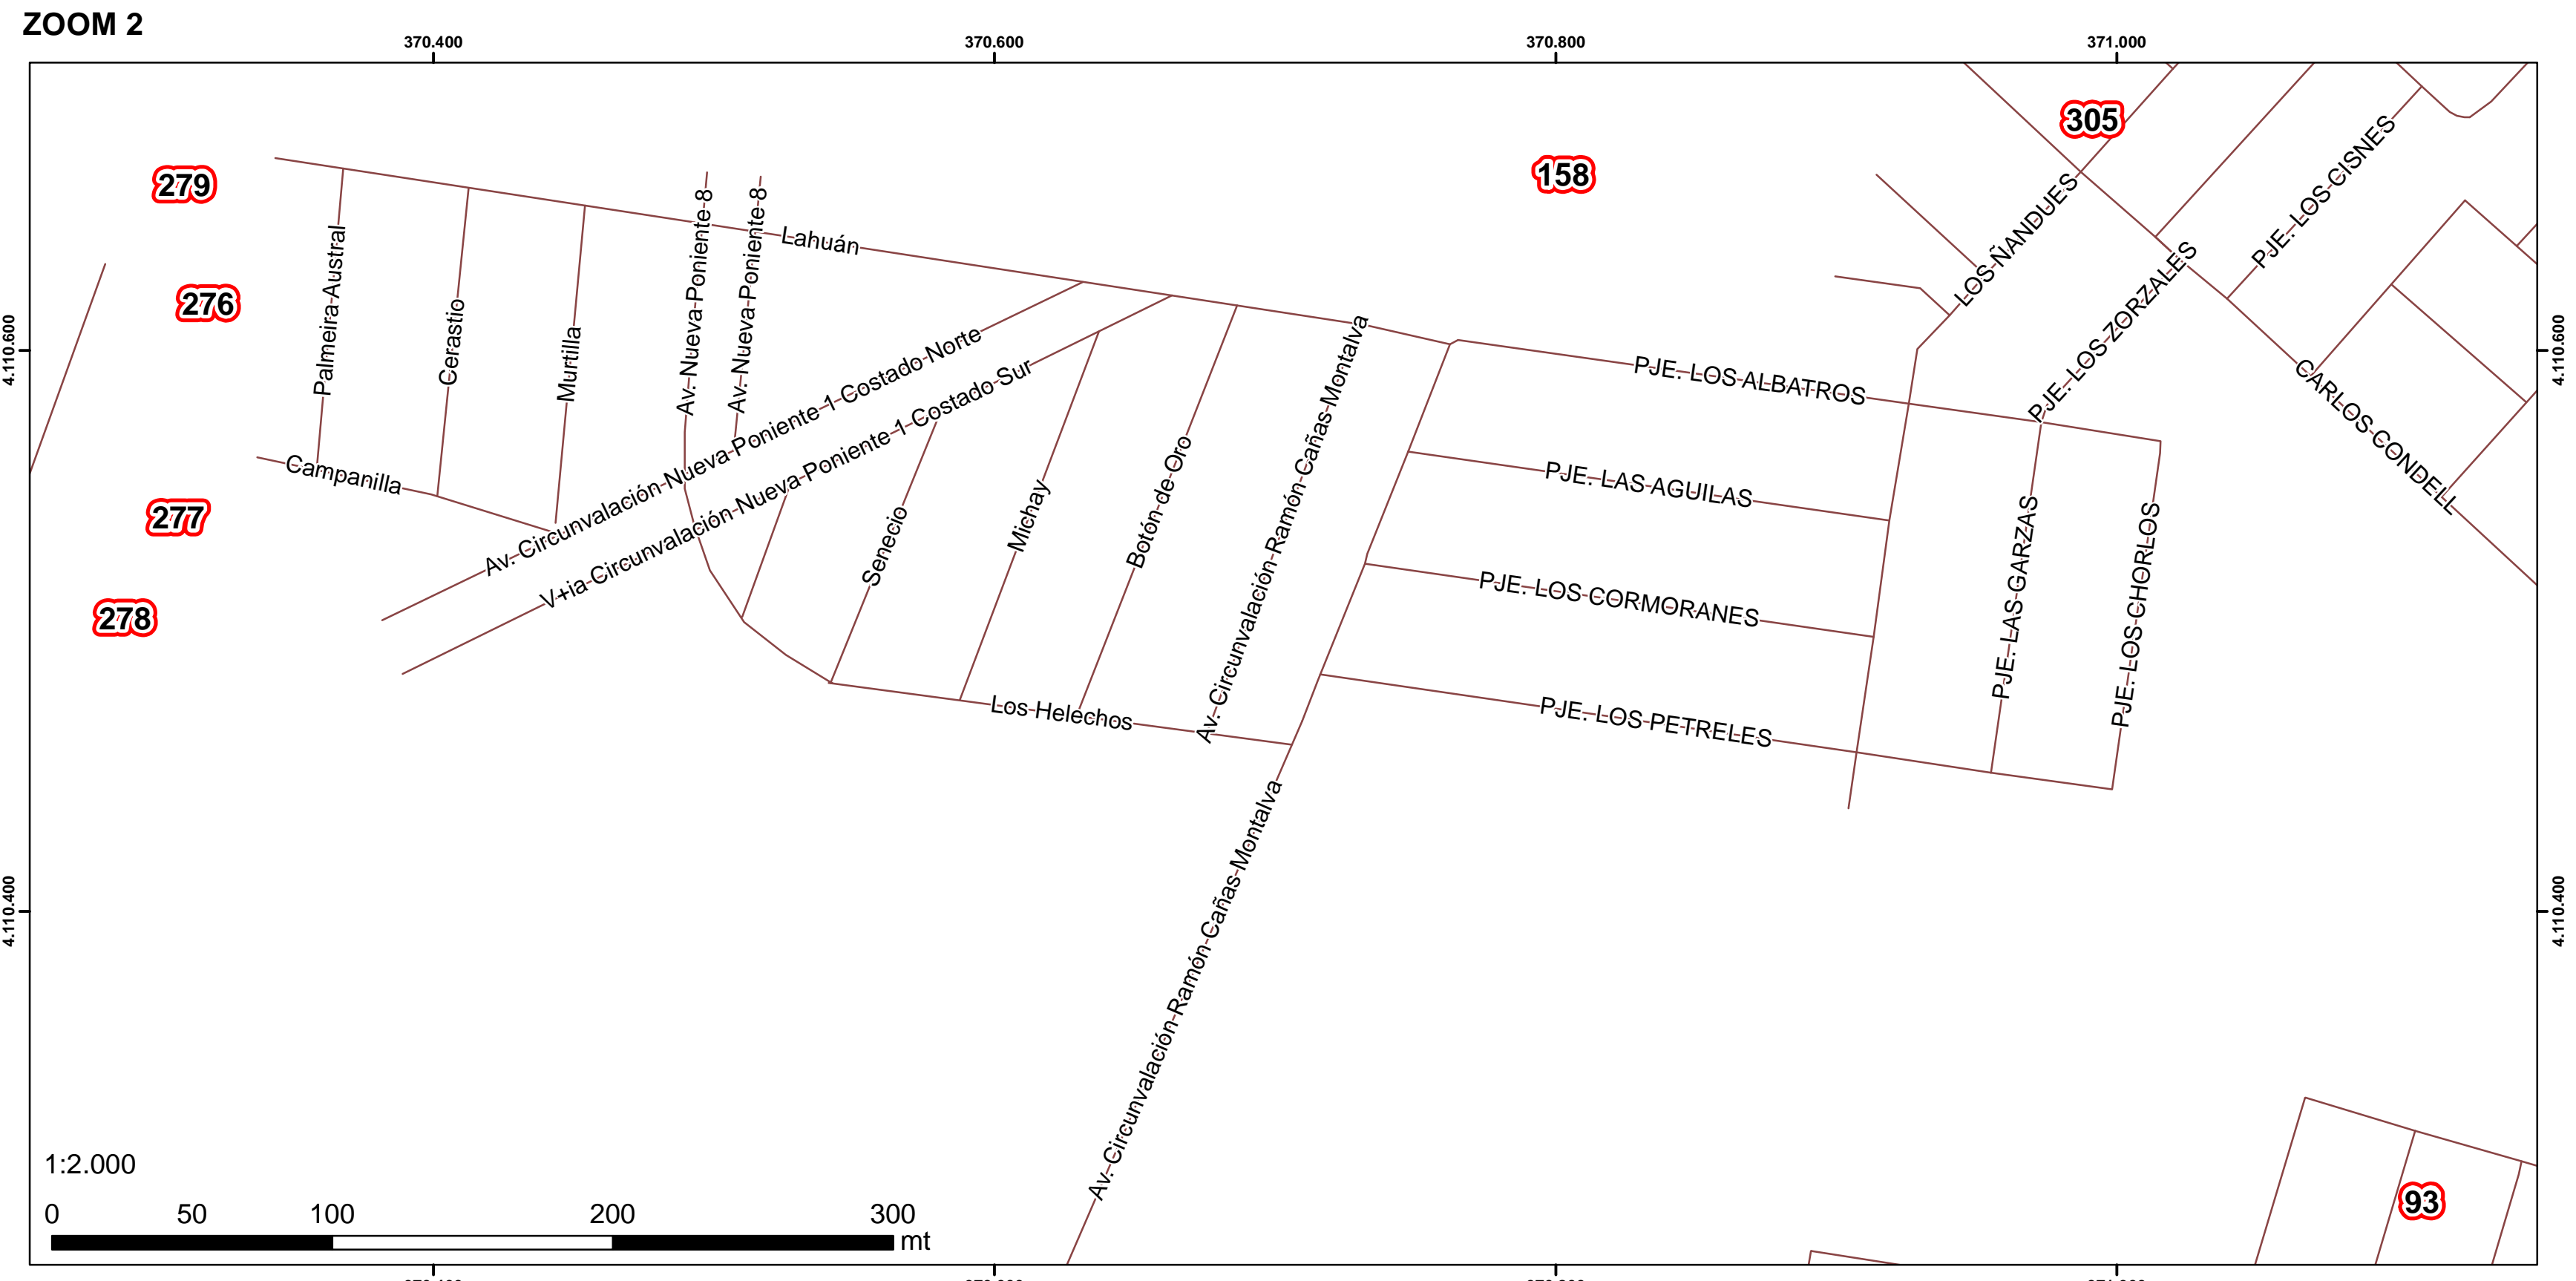 ZOOM 2
370.400
370.600
370.800
371.000
305
158
279
276
277
278
93
4.110.600
4.110.600
4.110.400
4.110.400
Lahuán
Palmeira Austral
Cerastio
Murtilla
Av. Nueva Poniente 8
Av. Nueva Poniente 8
Campanilla
Av. Circunvalación Nueva Poniente 1 Costado Norte
V+ia Circunvalación Nueva Poniente 1 Costado Sur
Senecio
Michay
Botón de Oro
Los Helechos
Av. Circunvalación Ramón Cañas Montalva
Av. Circunvalación Ramón Cañas Montalva
PJE. LOS ALBATROS
PJE. LAS AGUILAS
PJE. LOS CORMORANES
PJE. LOS PETRELES
LOS ÑANDUES
PJE. LOS ZORZALES
PJE. LOS CISNES
CARLOS CONDELL
PJE. LAS GARZAS
PJE. LOS CHORLOS
1:2.000
0 50 100 200 300
mt